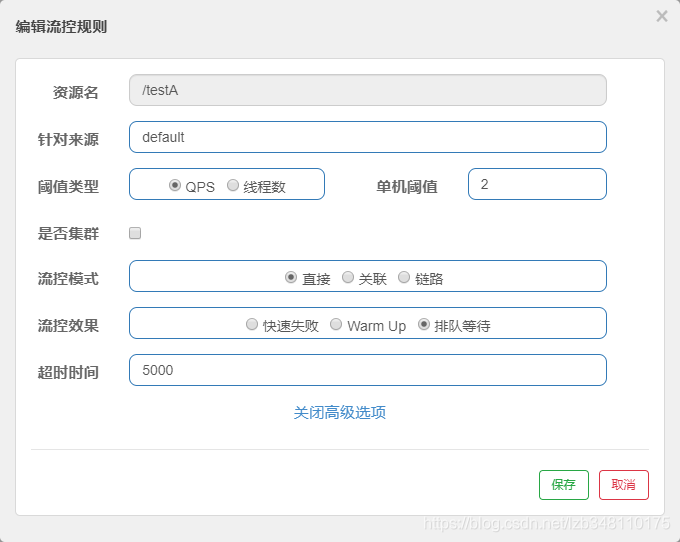 编辑流控规则 ×
资源名 /testA
针对来源 default
阈值类型 QPS 线程数 单机阈值 2
是否集群
流控模式 直接 关联 链路
流控效果 快速失败 Warm Up 排队等待
超时时间 5000
关闭高级选项
保存 取消
https://blog.csdn.net/lzb348110175